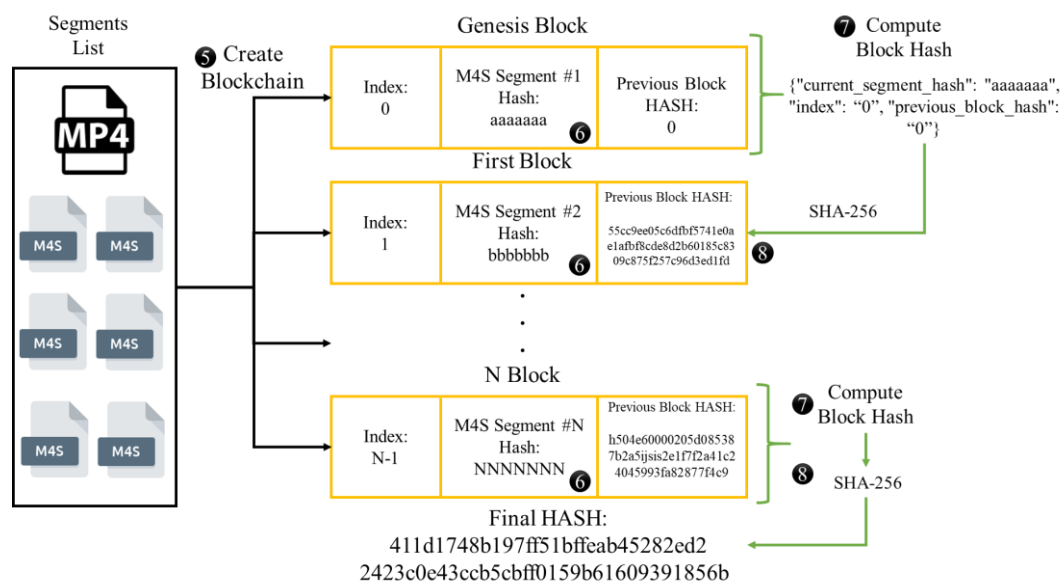 Segments
List
MP4
M4S
M4S
M4S
M4S
M4S
M4S
5 Create
Blockchain
Genesis Block
Index:
0
M4S Segment #1
Hash:
aaaaaaa
6
Previous Block
HASH:
0
7 Compute
Block Hash
{"current_segment_hash": "aaaaaaa",
"index": “0”, "previous_block_hash":
“0”}
SHA-256
First Block
Index:
1
M4S Segment #2
Hash:
bbbbbbb
6
Previous Block HASH:
55cc9ee05c6dfbf5741e0a
e1afbf8cde8d2b60185c83
09c875f257c96d3ed1fd
8
.
.
.
N Block
Index:
N-1
M4S Segment #N
Hash:
NNNNNNN
6
Previous Block HASH:
h504e60000205d08538
7b2a5ijsis2e1f7f2a41c2
4045993fa82877f4c9
7 Compute
Block Hash
8
SHA-256
Final HASH:
411d1748b197ff51bffeab45282ed2
2423c0e43ccb5cbff0159b61609391856b